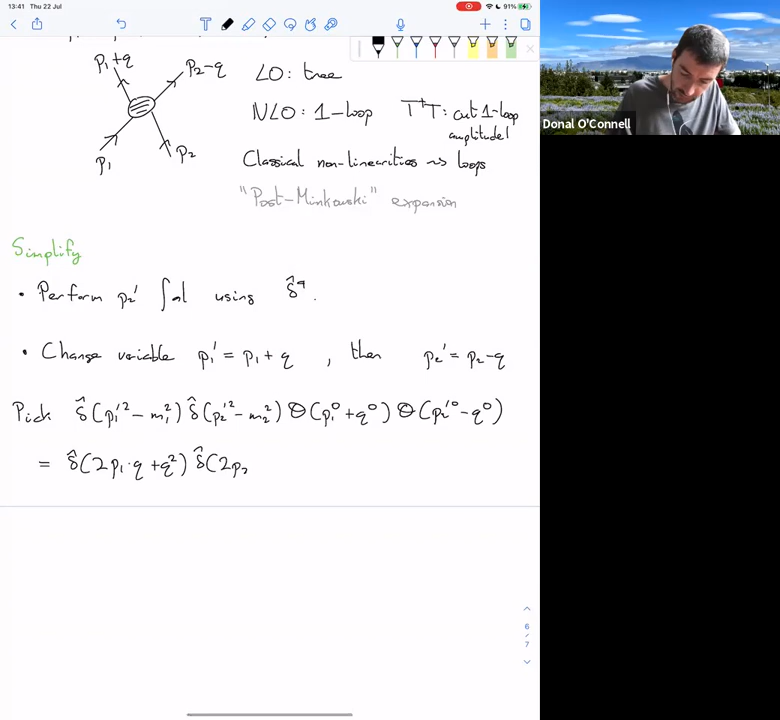 13:41 Thu 22 Jul
91%
p₁+q
p₂-q
LO: tree
NLO: 1-loop T†T: cut 1-loop
amplitude!
p₁
p₂
Classical non-linearities ⇝ loops
"Post-Minkowski" expansion
Simplify
• Perform p₂' ∫al using δ̂⁴.
• Change variable p₁' = p₁ + q , then p₂' = p₂ - q
Pick δ̂(p₁'² - m₁²) δ̂(p₂'² - m₂²) Θ(p₁⁰ + q⁰) Θ(p₂'⁰ - q⁰)
= δ̂(2p₁·q + q²) δ̂(2p₂
Donal O'Connell
6
/
7